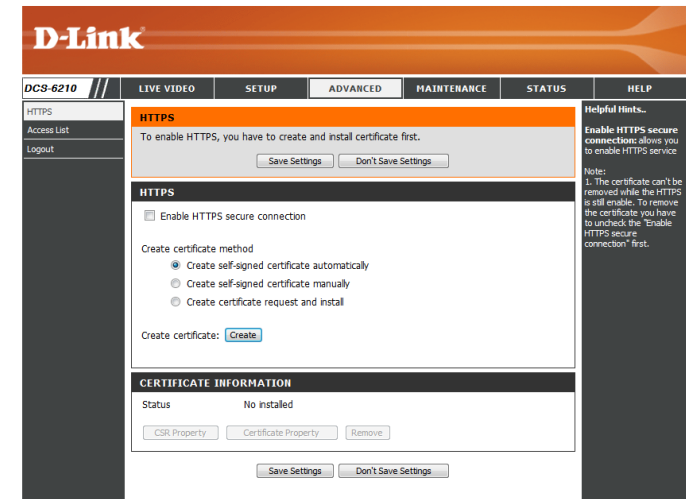 D-Link
DCS-6210 // LIVE VIDEO SETUP ADVANCED MAINTENANCE STATUS HELP
HTTPS
Access List
Logout
HTTPS
To enable HTTPS, you have to create and install certificate first.
Save Settings Don't Save Settings
HTTPS
Enable HTTPS secure connection
Create certificate method
Create self-signed certificate automatically
Create self-signed certificate manually
Create certificate request and install
Create certificate: Create
CERTIFICATE INFORMATION
Status No installed
CSR Property Certificate Property Remove
Save Settings Don't Save Settings
Helpful Hints..
Enable HTTPS secure
connection: allows you
to enable HTTPS service
Note:
1. The certificate can't be
removed while the HTTPS
is still enable. To remove
the certificate you have
to uncheck the "Enable
HTTPS secure
connection" first.